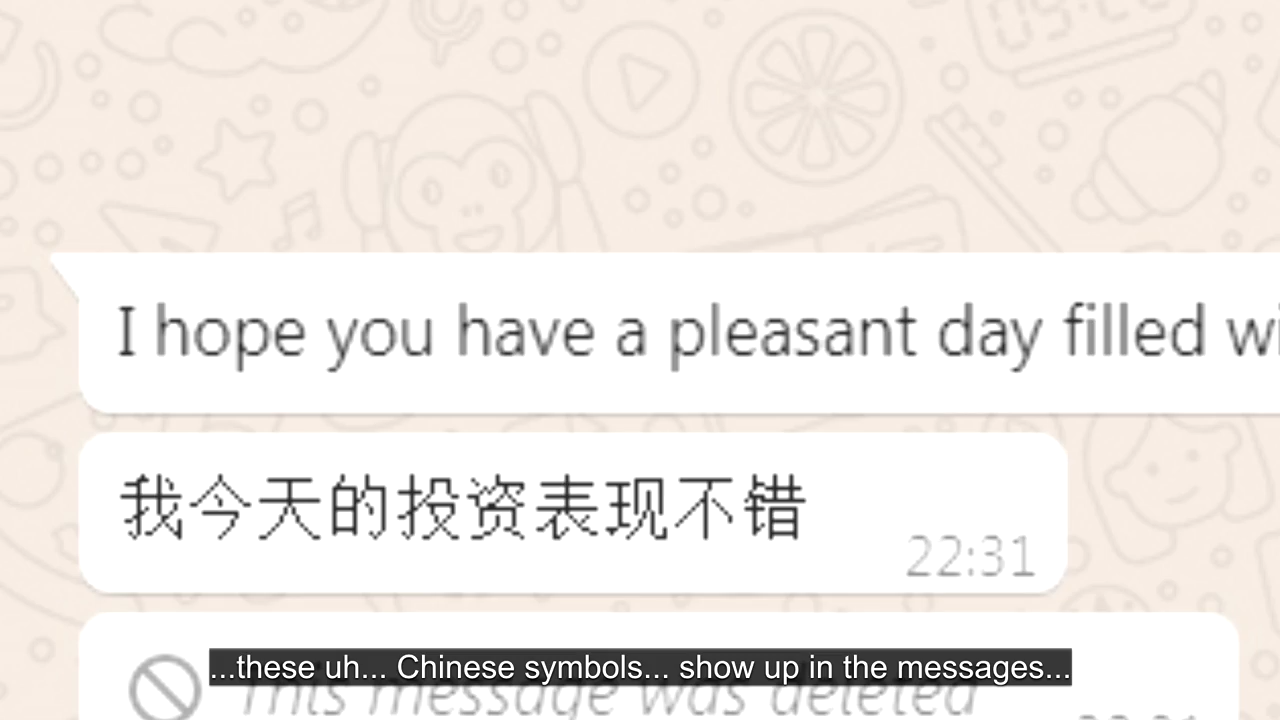 I hope you have a pleasant day filled
我今天的投资表现不错
22:31
This message was deleted
...these uh... Chinese symbols... show up in the messages...